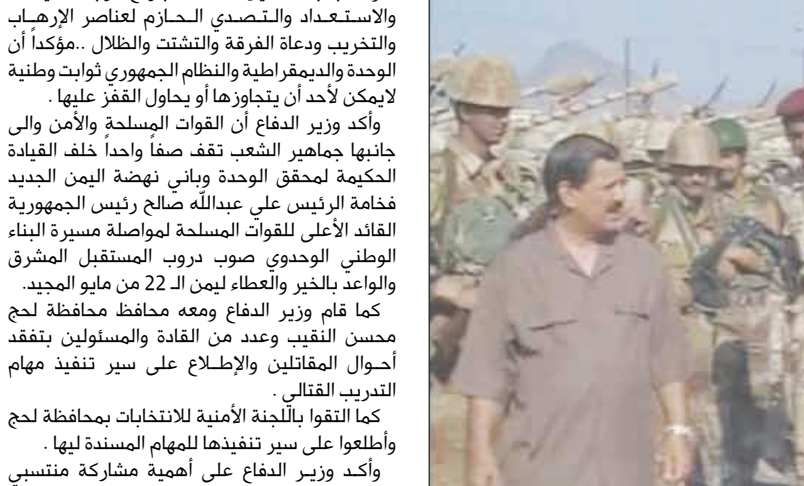 والاستعداد والتصدي الحازم لعناصر الإرهاب
والتخريب ودعاة الفرقة والتشتت والظلال ..مؤكداً أن
الوحدة والديمقراطية والنظام الجمهوري ثوابت وطنية
لايمكن لأحد أن يتجاوزها أو يحاول القفز عليها .
وأكد وزير الدفاع أن القوات المسلحة والأمن والى
جانبها جماهير الشعب تقف صفاً واحداً خلف القيادة
الحكيمة لمحقق الوحدة وباني نهضة اليمن الجديد
فخامة الرئيس علي عبدالله صالح رئيس الجمهورية
القائد الأعلى للقوات المسلحة لمواصلة مسيرة البناء
الوطني الوحدوي صوب دروب المستقبل المشرق
والواعد بالخير والعطاء ليمن الـ 22 من مايو المجيد.
كما قام وزير الدفاع ومعه محافظ محافظة لحج
محسن النقيب وعدد من القادة والمسئولين بتفقد
أحوال المقاتلين والإطلاع على سير تنفيذ مهام
التدريب القتالي .
كما التقوا باللجنة الأمنية للانتخابات بمحافظة لحج
وأطلعوا على سير تنفيذها للمهام المسندة ليها .
وأكد وزير الدفاع على أهمية مشاركة منتسبي